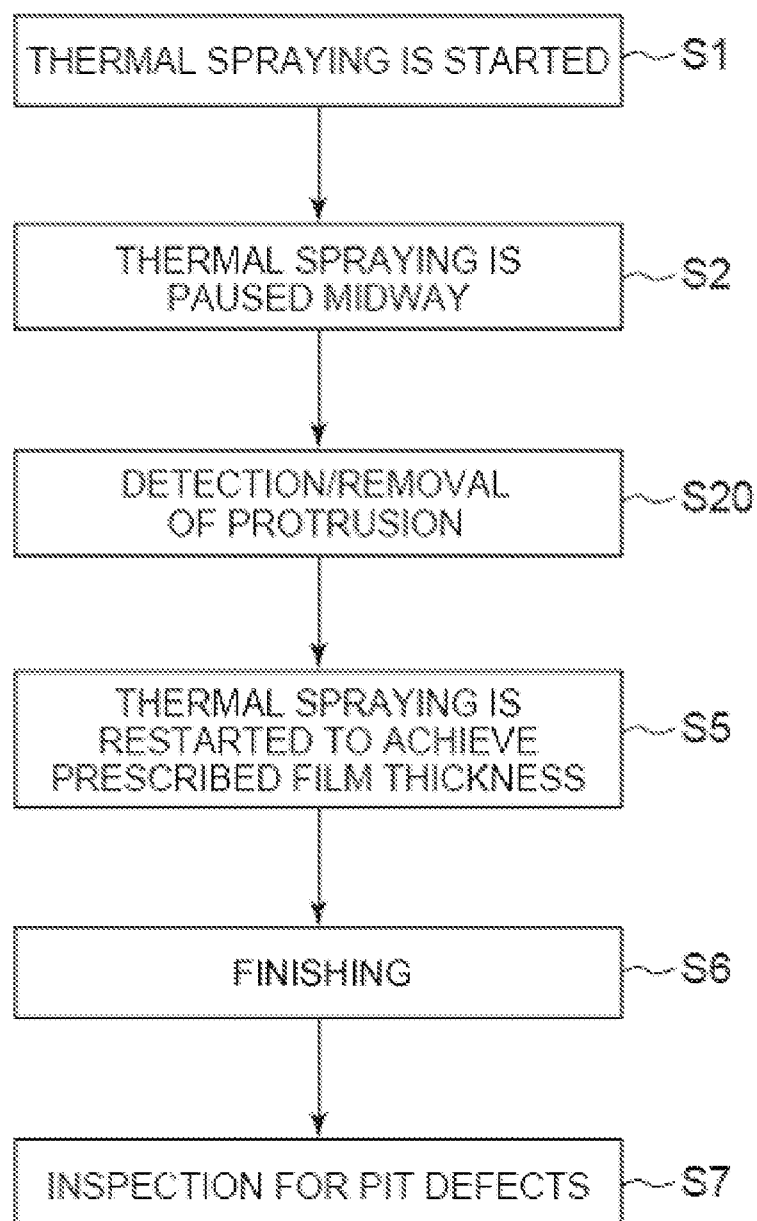 THERMAL SPRAYING IS STARTED
S1
THERMAL SPRAYING IS
PAUSED MIDWAY
S2
DETECTION/REMOVAL
OF PROTRUSION
S20
THERMAL SPRAYING IS
RESTARTED TO ACHIEVE
PRESCRIBED FILM THICKNESS
S5
FINISHING
S6
INSPECTION FOR PIT DEFECTS
S7